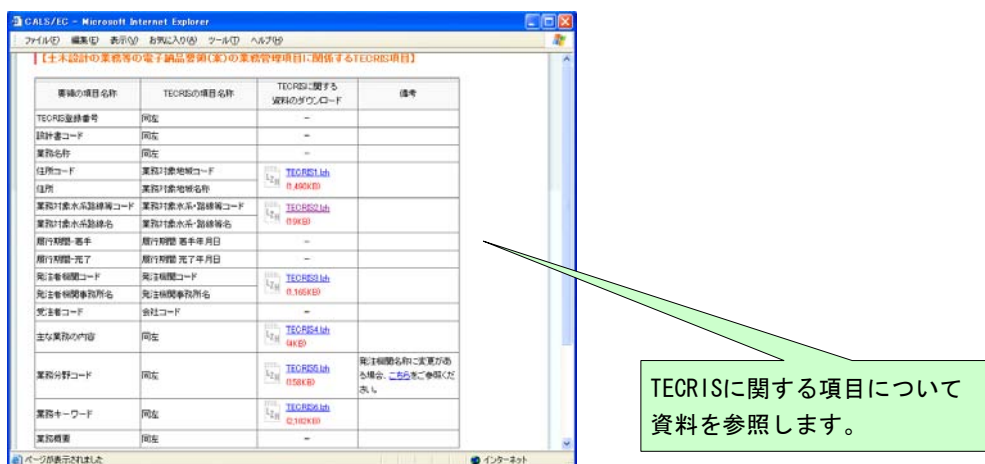 CALS/EC - Microsoft Internet Explorer
ファイル(F) 編集(E) 表示(V) お気に入り(A) ツール(T) ヘルプ(H)
【土木設計の業務等の電子納品要領(案)の業務管理項目に関係するTECRIS項目】
要領の項目名称 TECRISの項目名称 TECRISに関する 備考
資料のダウンロード
TECRIS登録番号 同左 −
設計書コード 同左 −
業務名称 同左 −
住所コード 業務対象地域コード TECRIS1.lzh
住所 業務対象地域名称 (1,490KB)
業務対象水系路線等コード 業務対象水系・路線等コード TECRIS2.lzh
業務対象水系路線名 業務対象水系・路線等名 (19KB)
履行期間-着手 履行期間 着手年月日 −
履行期間-完了 履行期間 完了年月日 −
発注者機関コード 発注機関コード TECRIS3.lzh
発注者機関事務所名 発注機関事務所名 (1,165KB)
受注者コード 会社コード −
主な業務の内容 同左 TECRIS4.lzh
(4KB)
業務分野コード 同左 TECRIS5.lzh
(158KB)
発注機関名称に変更があ
る場合、こちらをご参照くだ
さい。
業務キーワード 同左 TECRIS6.lzh
(2,182KB)
業務概要 同左 −
ページが表示されました インターネット
TECRISに関する項目について
資料を参照します。